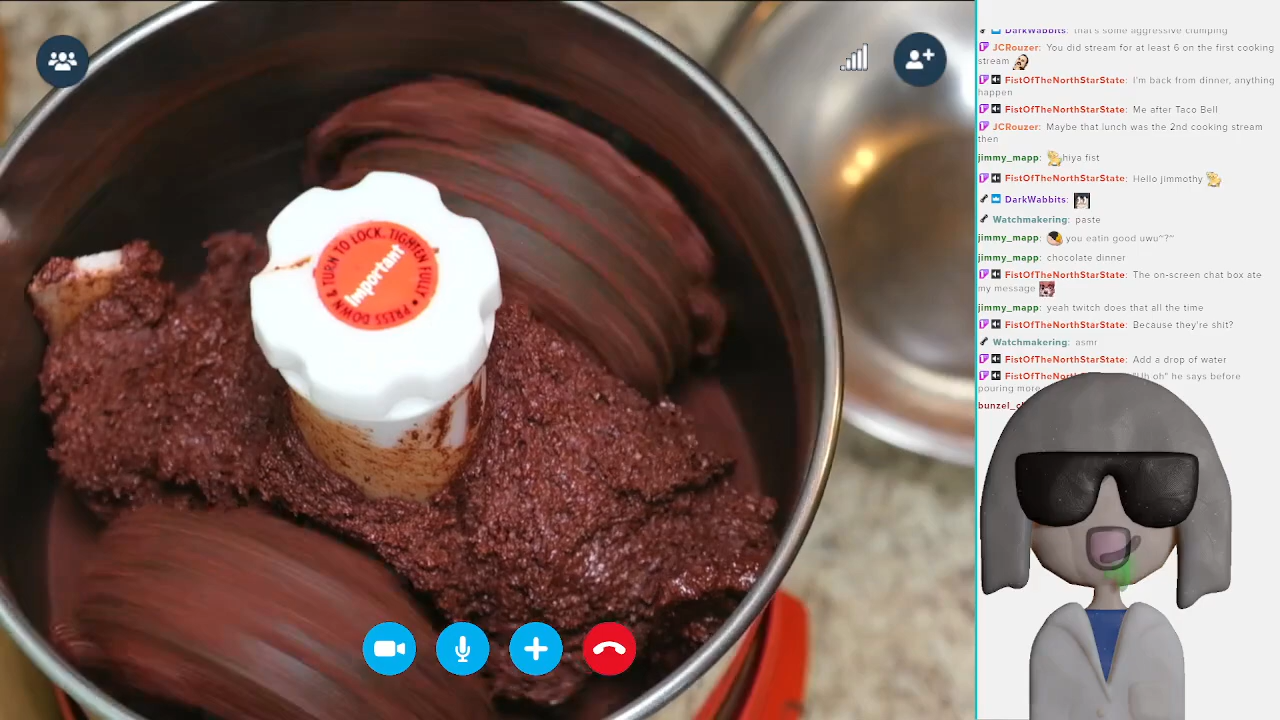 TURN TO LOCK. TIGHTEN FULLY • PRESS DOWN &
Important
DarkWabbits: that's some aggressive clumping
JCRouzer: You did stream for at least 6 on the first cooking
stream
FistOfTheNorthStarState: I'm back from dinner, anything
happen
FistOfTheNorthStarState: Me after Taco Bell
JCRouzer: Maybe that lunch was the 2nd cooking stream
then
jimmy_mapp: hiya fist
FistOfTheNorthStarState: Hello jimmothy
DarkWabbits:
Watchmakering: paste
jimmy_mapp: you eatin good uwu~?~
jimmy_mapp: chocolate dinner
FistOfTheNorthStarState: The on-screen chat box ate
my message
jimmy_mapp: yeah twitch does that all the time
FistOfTheNorthStarState: Because they're shit?
Watchmakering: asmr
FistOfTheNorthStarState: Add a drop of water
FistOfTheNorthStarState: "Uh oh" he says before
pouring more